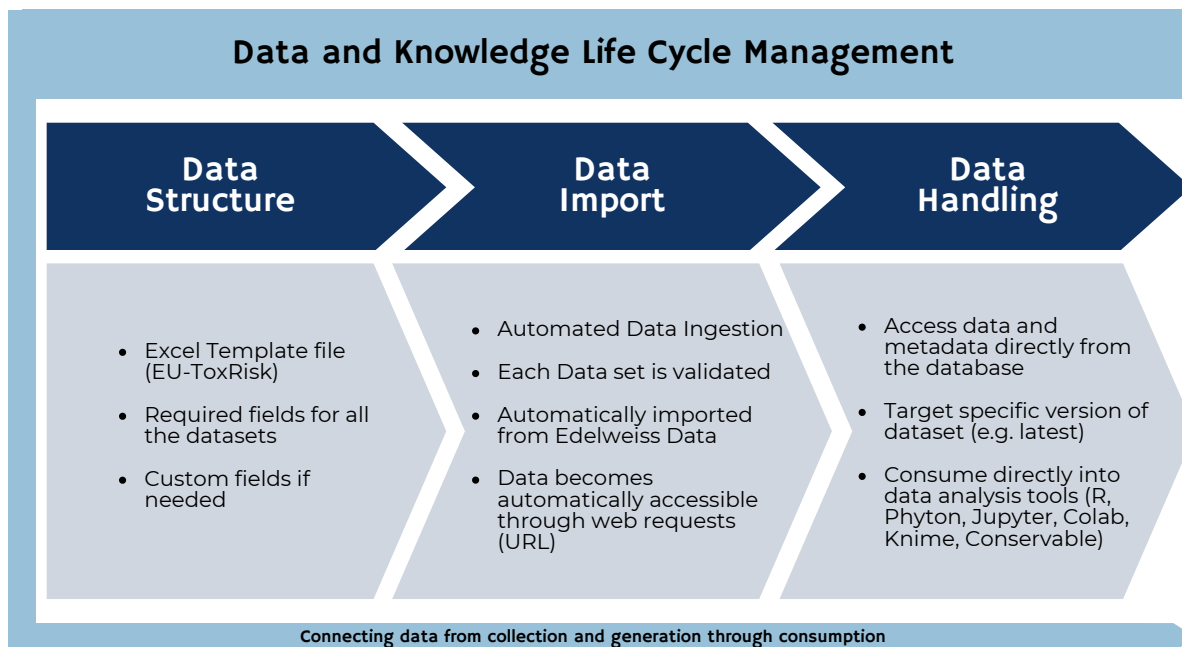 Data and Knowledge Life Cycle Management
Data
Structure
Data
Import
Data
Handling
• Excel Template file
(EU-ToxRisk)
• Required fields for all
the datasets
• Custom fields if
needed
• Automated Data Ingestion
• Each Data set is validated
• Automatically imported
from Edelweiss Data
• Data becomes
automatically accessible
through web requests
(URL)
• Access data and
metadata directly from
the database
• Target specific version of
dataset (e.g. latest)
• Consume directly into
data analysis tools (R,
Phyton, Jupyter, Colab,
Knime, Conservable)
Connecting data from collection and generation through consumption